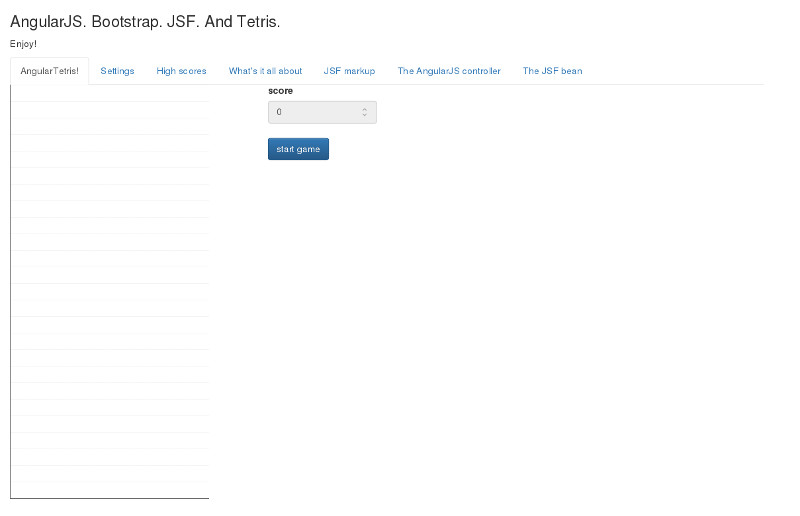 AngularJS. Bootstrap. JSF. And Tetris.
Enjoy!
AngularTetris! Settings High scores What's it all about JSF markup The AngularJS controller The JSF bean
score
0
start game